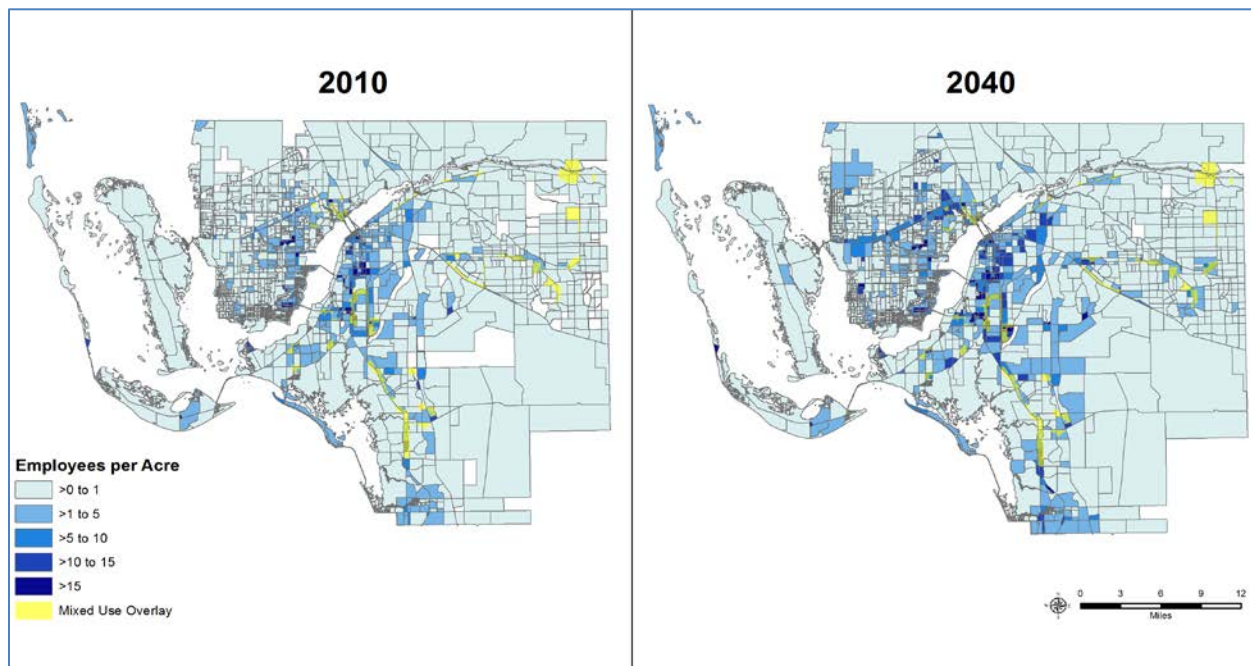 2010
2040
Employees per Acre
>0 to 1
>1 to 5
>5 to 10
>10 to 15
>15
Mixed Use Overlay
0 3 6 9 12
Miles